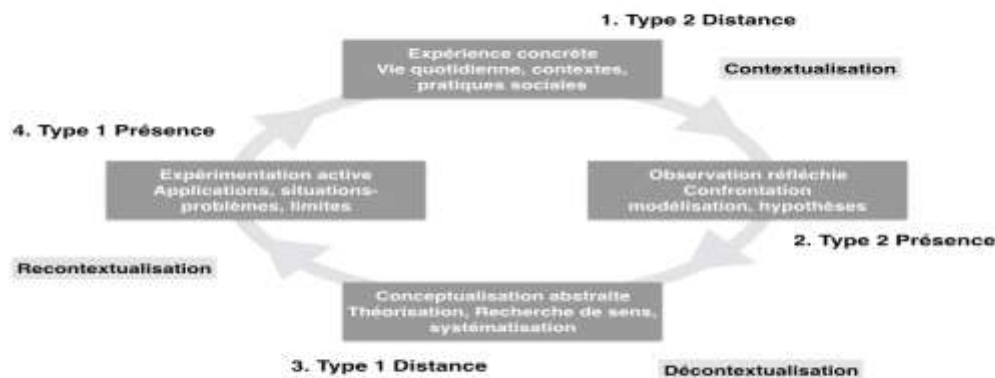 1. Type 2 Distance
Expérience concrète
Vie quotidienne, contextes,
pratiques sociales
Contextualisation
4. Type 1 Présence
Expérimentation active
Applications, situations-
problèmes, limites
Observation réfléchie
Confrontation
modélisation, hypothèses
2. Type 2 Présence
Recontextualisation
Conceptualisation abstraite
Théorisation, Recherche de sens,
systématisation
3. Type 1 Distance
Décontextualisation